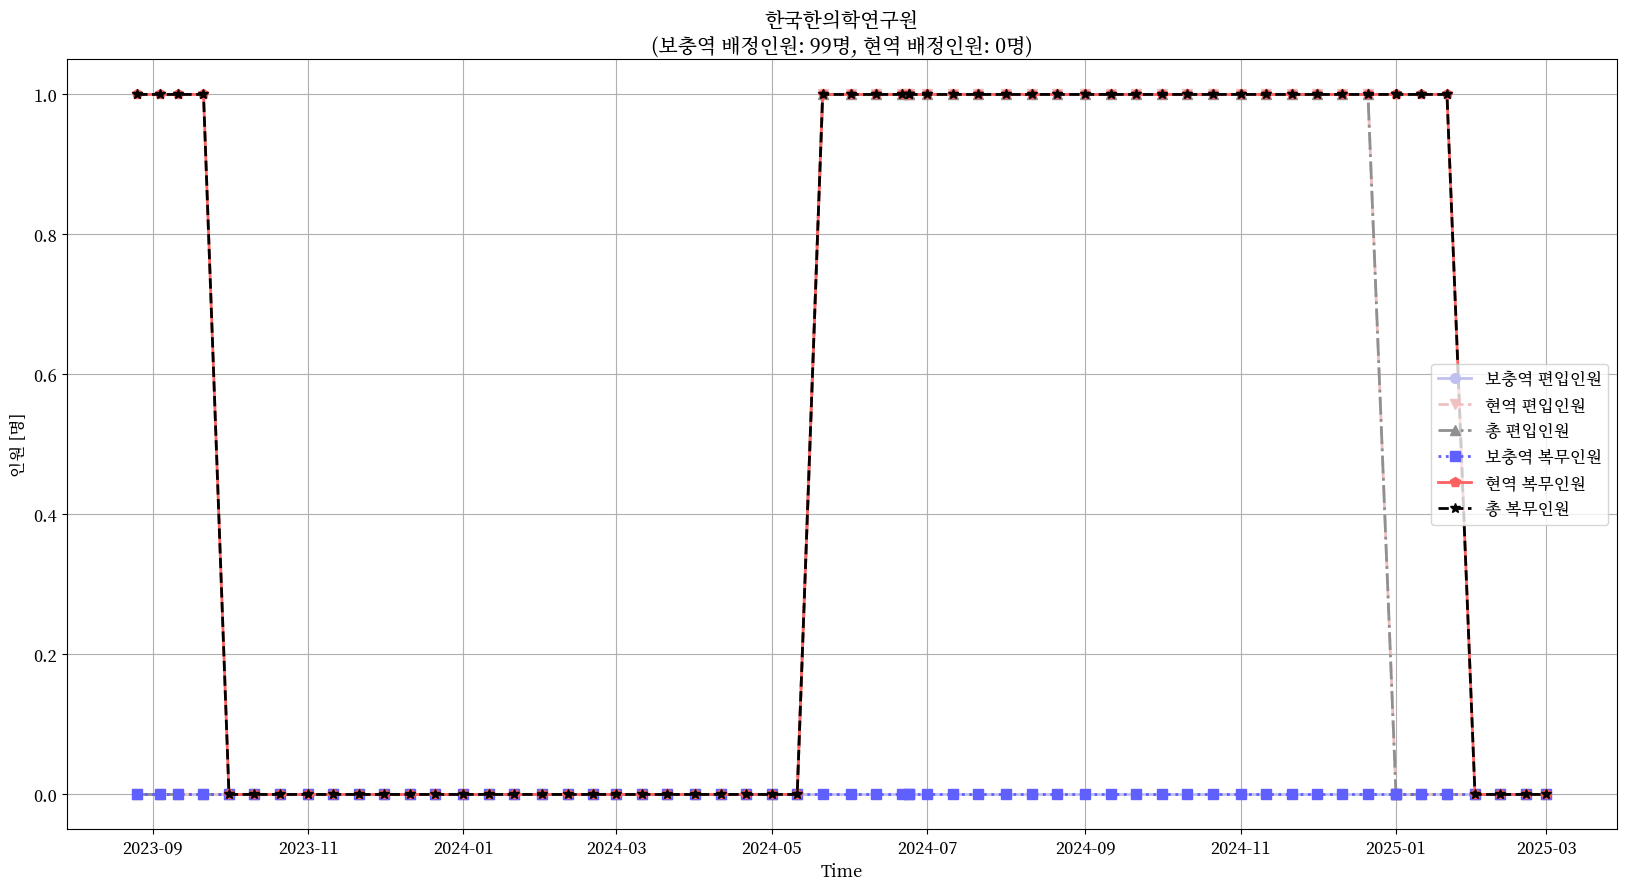 한국한의학연구원
(보충역 배정인원: 99명, 현역 배정인원: 0명)
1.0
0.8
0.6
0.4
0.2
0.0
인원 [명]
보충역 편입인원
현역 편입인원
총 편입인원
보충역 복무인원
현역 복무인원
총 복무인원
2023-09
2023-11
2024-01
2024-03
2024-05
2024-07
2024-09
2024-11
2025-01
2025-03
Time